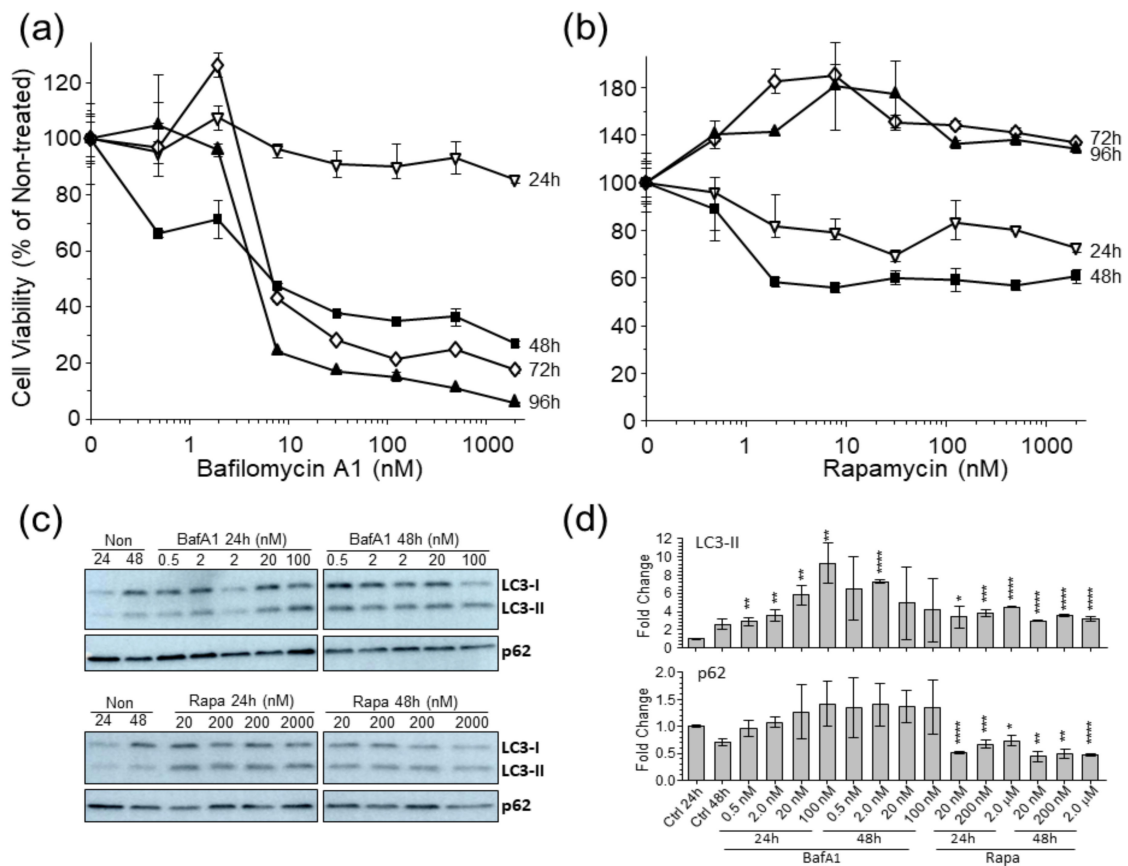 (a)
Cell Viability (% of Non-treated)
120
100
80
60
40
20
0
0 1 10 100 1000
Bafilomycin A1 (nM)
24h
48h
72h
96h
(b)
180
140
100
80
60
40
20
0
0 1 10 100 1000
Rapamycin (nM)
72h
96h
24h
48h
(c)
Non BafA1 24h (nM) BafA1 48h (nM)
24 48 0.5 2 2 20 100 0.5 2 2 20 100
LC3-I
LC3-II
p62
Non Rapa 24h (nM) Rapa 48h (nM)
24 48 20 200 200 2000 20 200 200 2000
LC3-I
LC3-II
p62
(d)
LC3-II
Fold Change
12
10
8
6
4
2
0
** ** ** ** **** * *** **** **** **** ****
p62
Fold Change
2.0
1.5
1.0
0.5
0.0
**** *** * ** ** ****
Ctrl 24h
Ctrl 48h
0.5 nM
2.0 nM
20 nM
100 nM
0.5 nM
2.0 nM
20 nM
100 nM
20 nM
200 nM
2.0 µM
20 nM
200 nM
2.0 µM
24h 48h 24h 48h
BafA1 Rapa